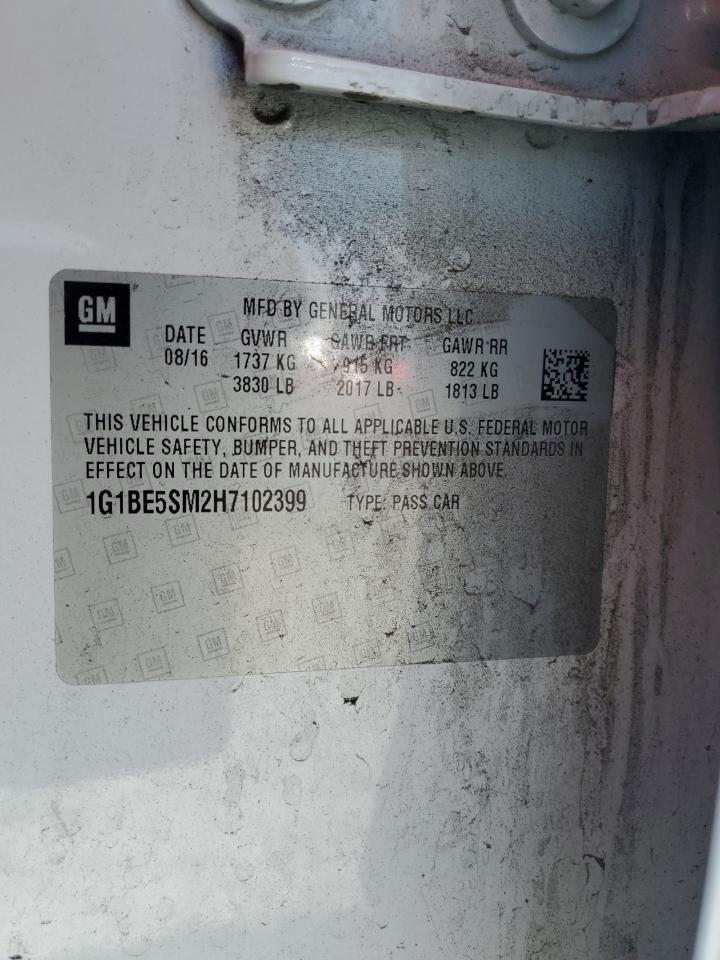 GM
MFD BY GENERAL MOTORS LLC
DATE GVWR GAWR FRT GAWR RR
08/16 1737 KG 915 KG 822 KG
3830 LB 2017 LB 1813 LB
THIS VEHICLE CONFORMS TO ALL APPLICABLE U.S. FEDERAL MOTOR
VEHICLE SAFETY, BUMPER, AND THEFT PREVENTION STANDARDS IN
EFFECT ON THE DATE OF MANUFACTURE SHOWN ABOVE.
1G1BE5SM2H7102399 TYPE: PASS CAR